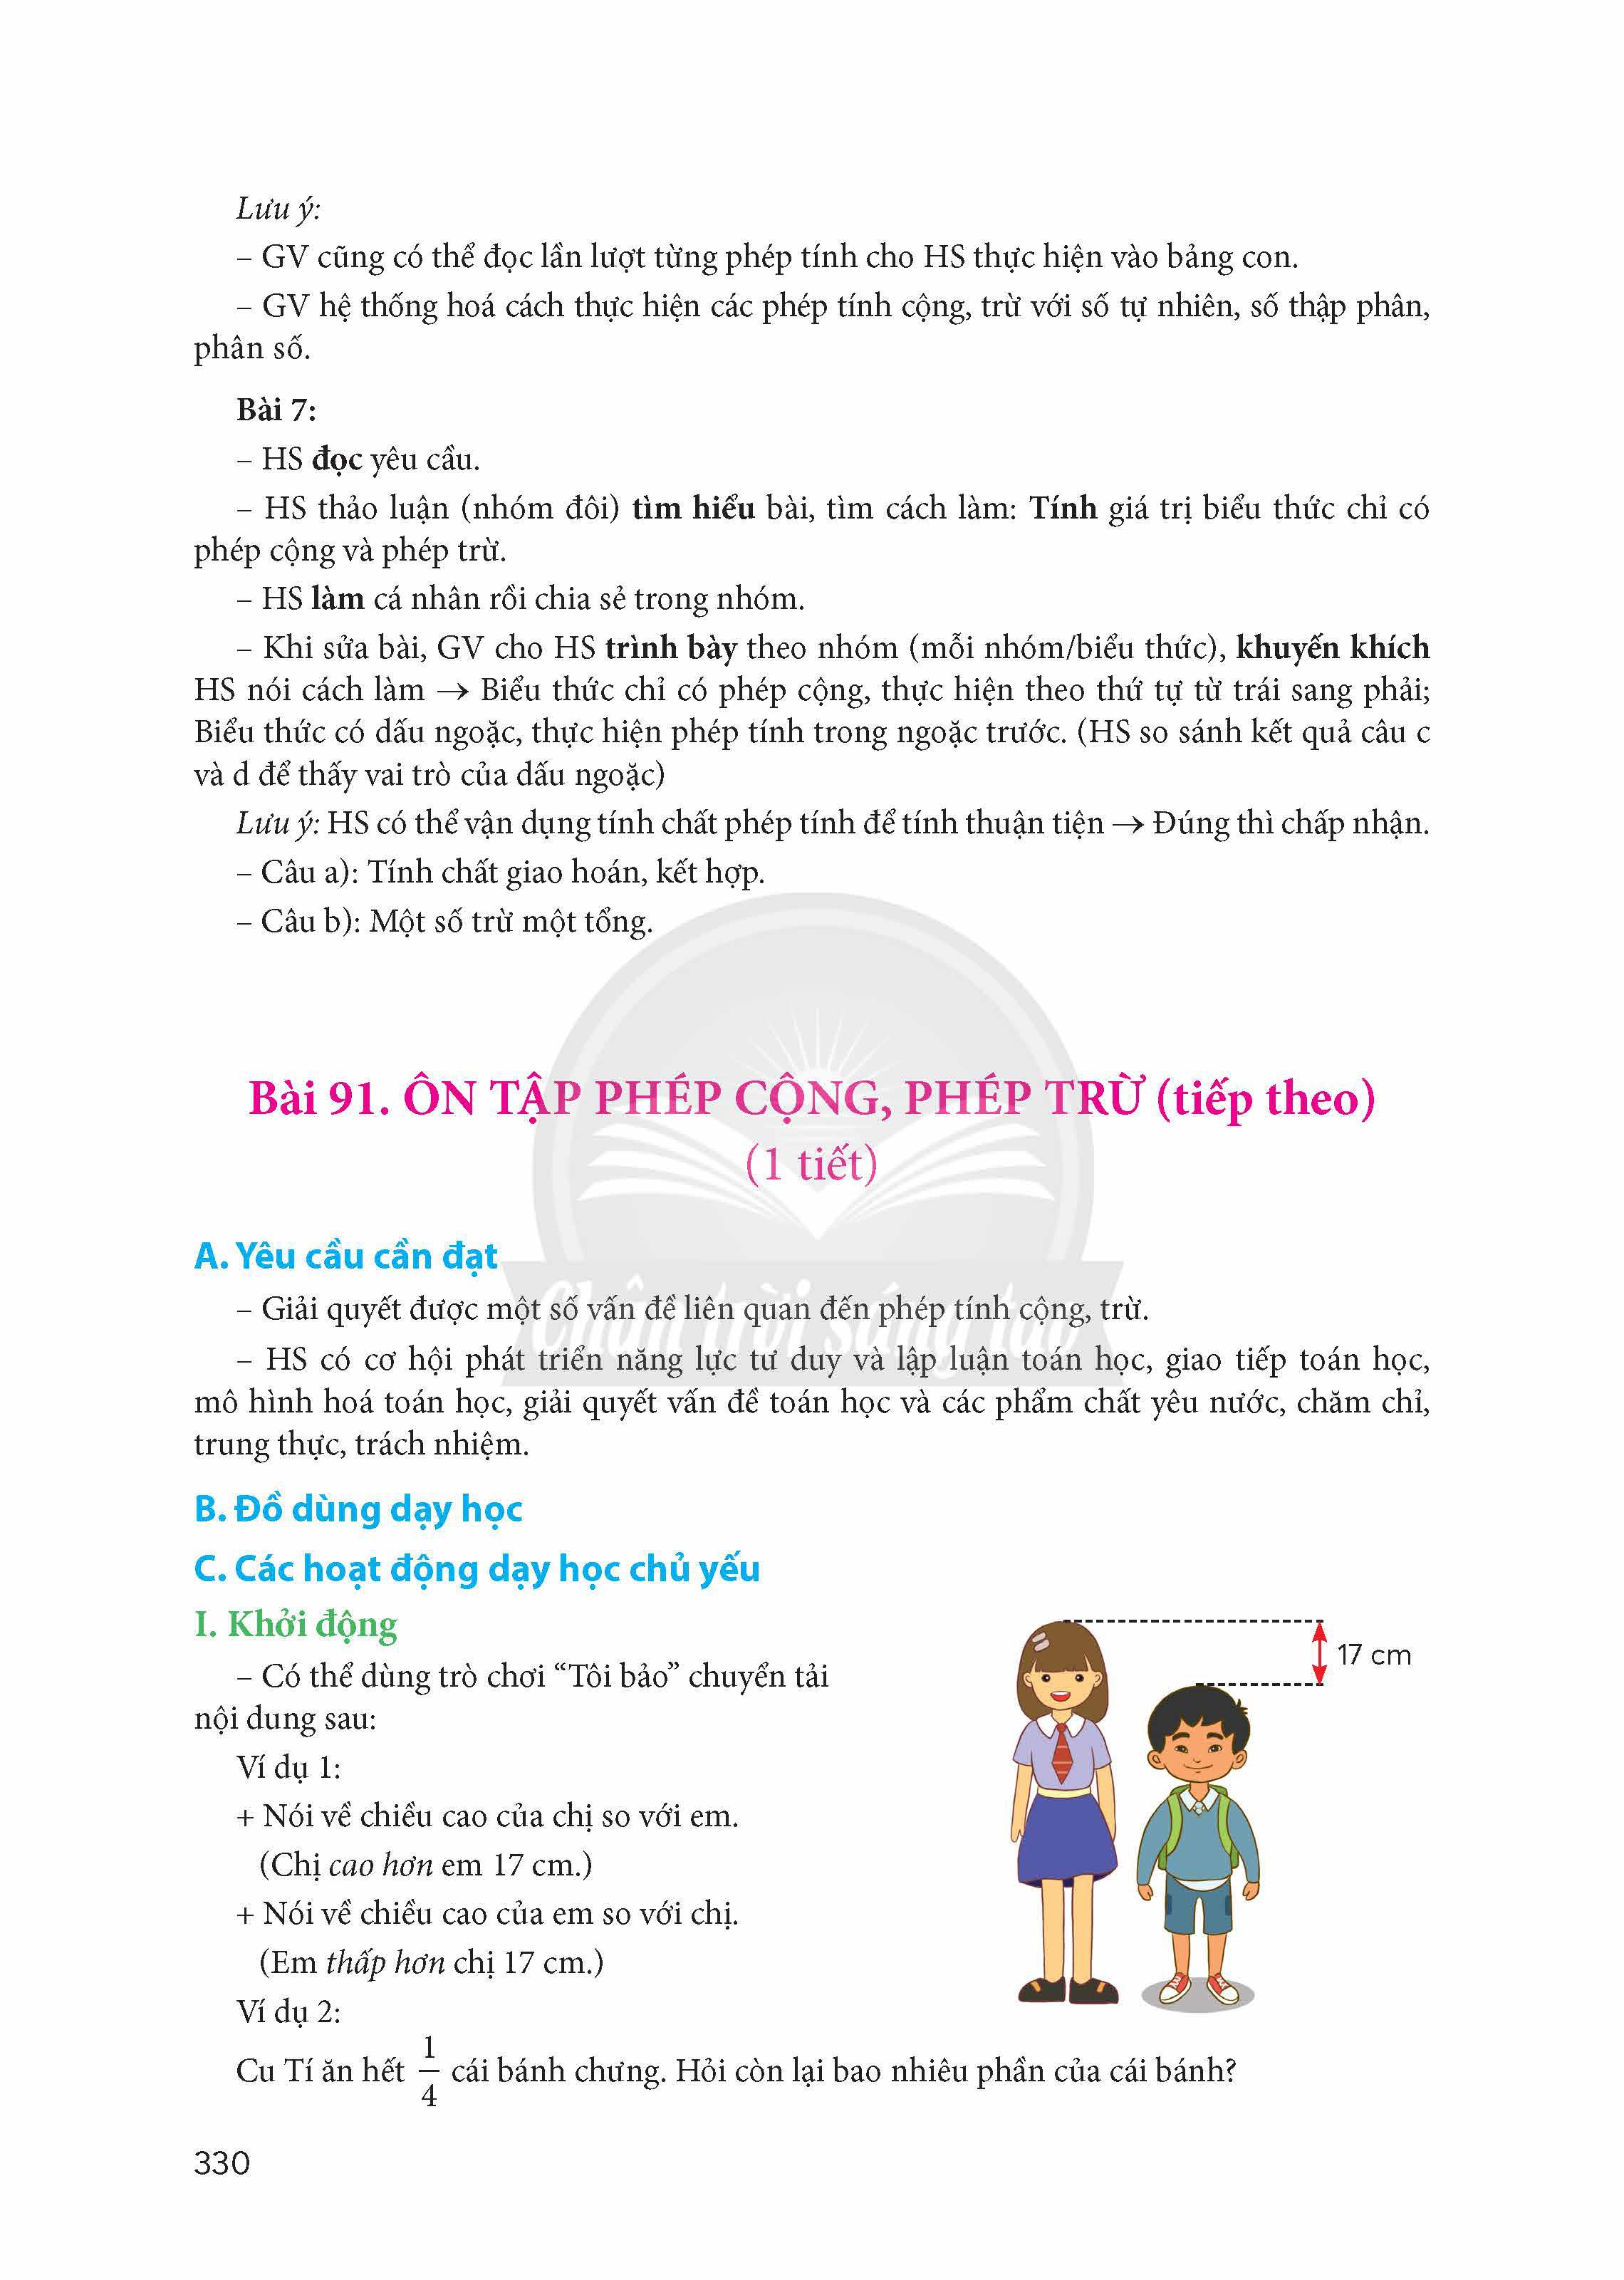 Lưu ý:
– GV cũng có thể đọc lần lượt từng phép tính cho HS thực hiện vào bảng con.
– GV hệ thống hoá cách thực hiện các phép tính cộng, trừ với số tự nhiên, số thập phân,
phân số.
Bài 7:
– HS đọc yêu cầu.
– HS thảo luận (nhóm đôi) tìm hiểu bài, tìm cách làm: Tính giá trị biểu thức chỉ có
phép cộng và phép trừ.
– HS làm cá nhân rồi chia sẻ trong nhóm.
– Khi sửa bài, GV cho HS trình bày theo nhóm (mỗi nhóm/biểu thức), khuyến khích
HS nói cách làm → Biểu thức chỉ có phép cộng, thực hiện theo thứ tự từ trái sang phải;
Biểu thức có dấu ngoặc, thực hiện phép tính trong ngoặc trước. (HS so sánh kết quả câu c
và d để thấy vai trò của dấu ngoặc)
Lưu ý: HS có thể vận dụng tính chất phép tính để tính thuận tiện → Đúng thì chấp nhận.
– Câu a): Tính chất giao hoán, kết hợp.
– Câu b): Một số trừ một tổng.
Bài 91. ÔN TẬP PHÉP CỘNG, PHÉP TRỪ (tiếp theo)
(1 tiết)
A. Yêu cầu cần đạt
Chân trời sáng tạo
– Giải quyết được một số vấn đề liên quan đến phép tính cộng, trừ.
– HS có cơ hội phát triển năng lực tư duy và lập luận toán học, giao tiếp toán học,
mô hình hoá toán học, giải quyết vấn đề toán học và các phẩm chất yêu nước, chăm chỉ,
trung thực, trách nhiệm.
B. Đồ dùng dạy học
C. Các hoạt động dạy học chủ yếu
I. Khởi động
17 cm
– Có thể dùng trò chơi “Tôi bảo” chuyển tải
nội dung sau:
Ví dụ 1:
+ Nói về chiều cao của chị so với em.
(Chị cao hơn em 17 cm.)
+ Nói về chiều cao của em so với chị.
(Em thấp hơn chị 17 cm.)
Ví dụ 2:
Cu Tí ăn hết 1/4 cái bánh chưng. Hỏi còn lại bao nhiêu phần của cái bánh?
330